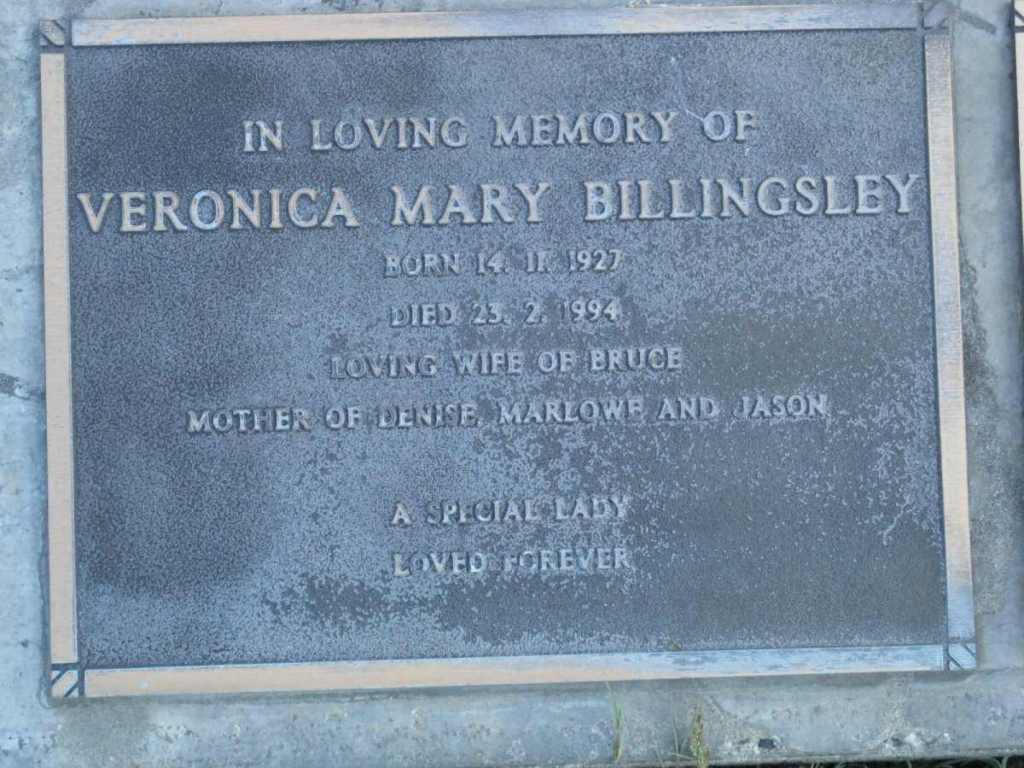 IN LOVING MEMORY OF
VERONICA MARY BILLINGSLEY
BORN 14. 11. 1927
DIED 23. 2. 1994
LOVING WIFE OF BRUCE
MOTHER OF DENISE, MARLOWE AND JASON
A SPECIAL LADY
LOVED FOREVER